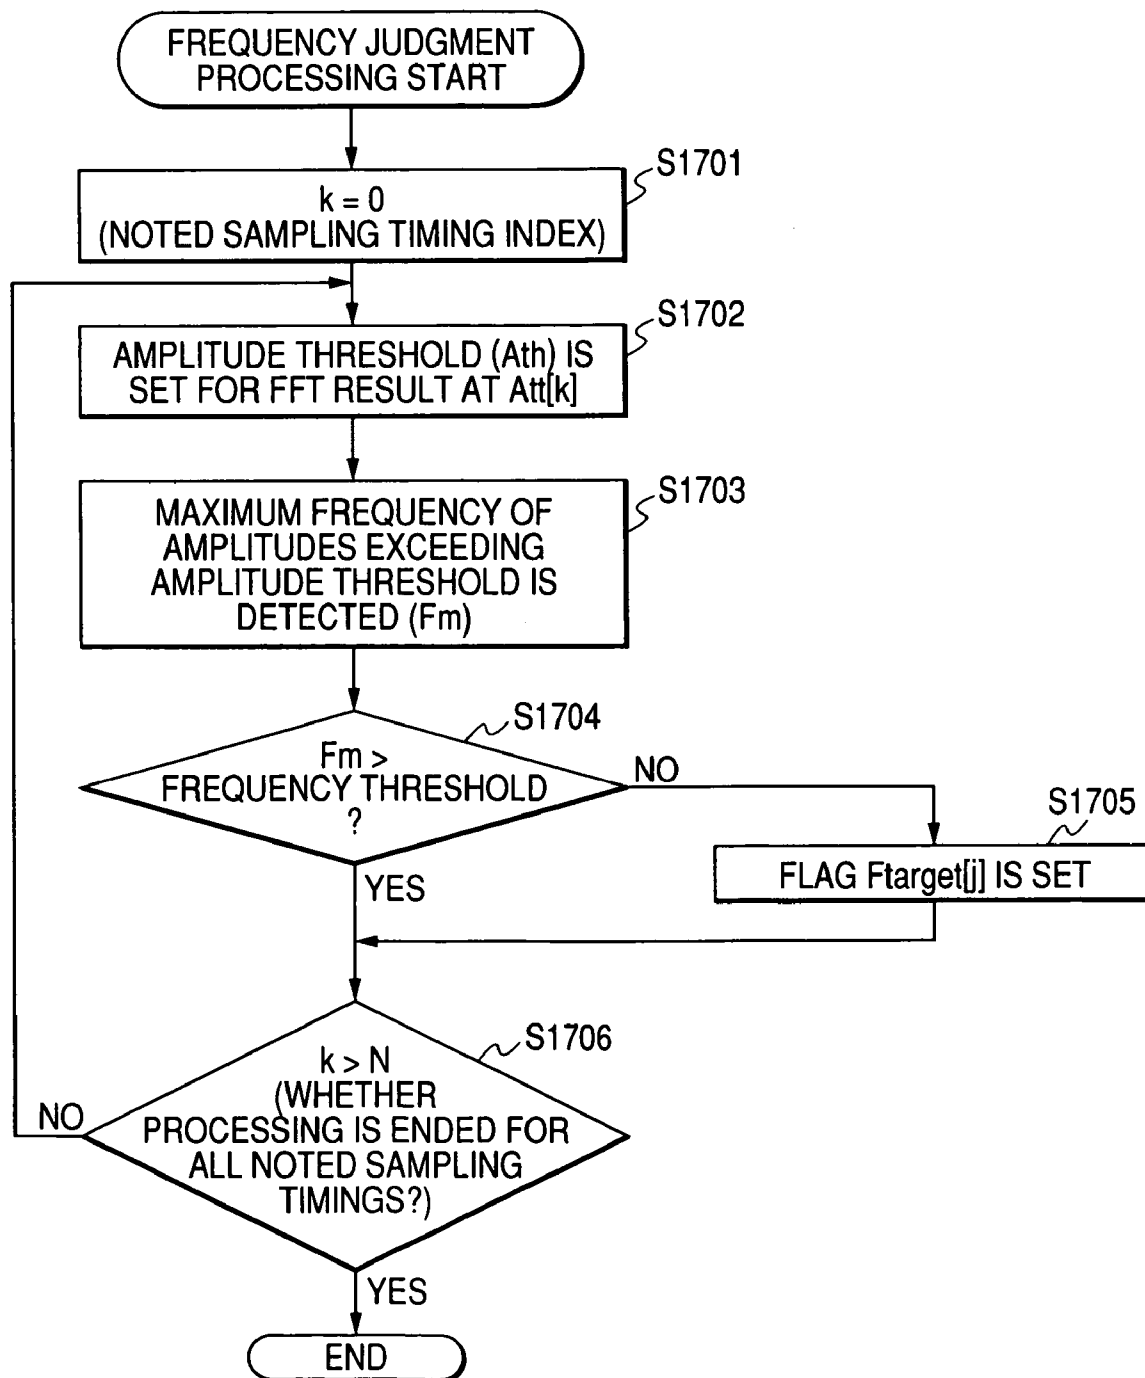 FREQUENCY JUDGMENT
PROCESSING START
S1701
k = 0
(NOTED SAMPLING TIMING INDEX)
S1702
AMPLITUDE THRESHOLD (Ath) IS
SET FOR FFT RESULT AT Att[k]
S1703
MAXIMUM FREQUENCY OF
AMPLITUDES EXCEEDING
AMPLITUDE THRESHOLD IS
DETECTED (Fm)
S1704
Fm >
FREQUENCY THRESHOLD
?
NO
S1705
FLAG Ftarget[j] IS SET
YES
S1706
k > N
(WHETHER
PROCESSING IS ENDED FOR
ALL NOTED SAMPLING
TIMINGS?)
NO
YES
END